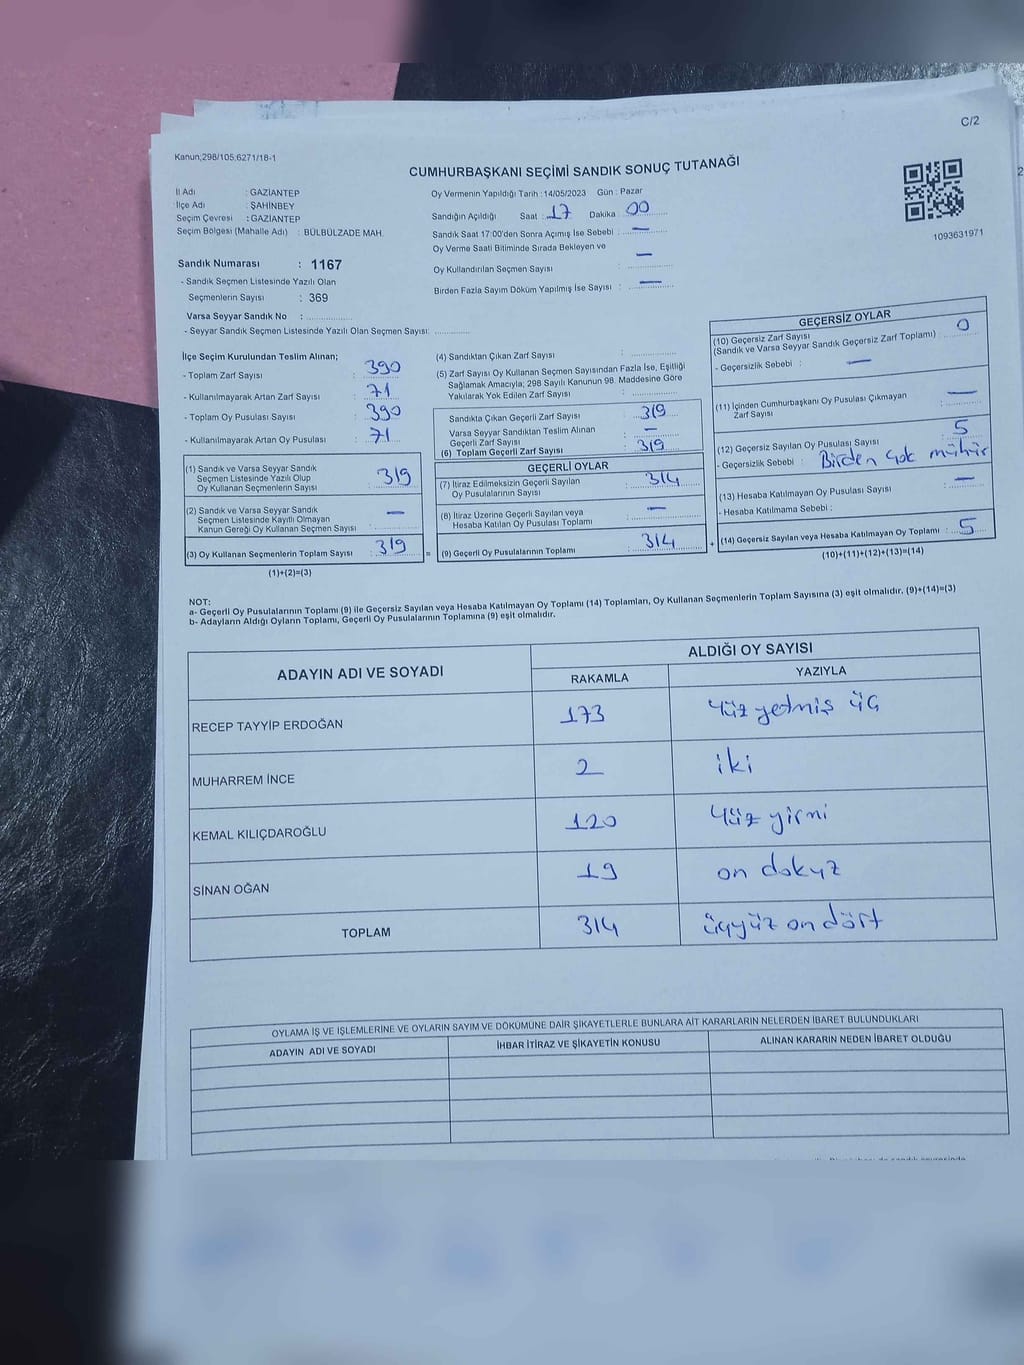 C/2
Kanun;298/105;6271/18-1
CUMHURBAŞKANI SEÇİMİ SANDIK SONUÇ TUTANAĞI
1093631971
İl Adı : GAZİANTEP
İlçe Adı : ŞAHİNBEY
Seçim Çevresi : GAZİANTEP
Seçim Bölgesi (Mahalle Adı) : BÜLBÜLZADE MAH.
Sandık Numarası : 1167
- Sandık Seçmen Listesinde Yazılı Olan
Seçmenlerin Sayısı : 369
Varsa Seyyar Sandık No :
- Seyyar Sandık Seçmen Listesinde Yazılı Olan Seçmen Sayısı:
Oy Vermenin Yapıldığı Tarih :14/05/2023 Gün : Pazar
Sandığın Açıldığı Saat : 17 Dakika 00
Sandık Saat 17:00'den Sonra Açımış İse Sebebi : —
Oy Verme Saati Bitiminde Sırada Bekleyen ve —
Oy Kullandırılan Seçmen Sayısı :
Birden Fazla Sayım Döküm Yapılmış İse Sayısı : —
İlçe Seçim Kurulundan Teslim Alınan;
- Toplam Zarf Sayısı : 390
- Kullanılmayarak Artan Zarf Sayısı : 71
- Toplam Oy Pusulası Sayısı : 390
- Kullanılmayarak Artan Oy Pusulası : 71
(1) Sandık ve Varsa Seyyar Sandık
Seçmen Listesinde Yazılı Olup : 319
Oy Kullanan Seçmenlerin Sayısı
(2) Sandık ve Varsa Seyyar Sandık
Seçmen Listesinde Kayıtlı Olmayan : —
Kanun Gereği Oy Kullanan Seçmen Sayısı
(3) Oy Kullanan Seçmenlerin Toplam Sayısı : 319
(1)+(2)=(3)
(4) Sandıktan Çıkan Zarf Sayısı :
(5) Zarf Sayısı Oy Kullanan Seçmen Sayısından Fazla İse, Eşitliği
Sağlamak Amacıyla; 298 Sayılı Kanunun 98. Maddesine Göre
Yakılarak Yok Edilen Zarf Sayısı :
Sandıkta Çıkan Geçerli Zarf Sayısı : 319
Varsa Seyyar Sandıktan Teslim Alınan
Geçerli Zarf Sayısı : —
(6) Toplam Geçerli Zarf Sayısı : 319
GEÇERLİ OYLAR
(7) İtiraz Edilmeksizin Geçerli Sayılan
Oy Pusulalarının Sayısı : 314
(8) İtiraz Üzerine Geçerli Sayılan veya
Hesaba Katılan Oy Pusulası Toplamı : —
= (9) Geçerli Oy Pusulalarının Toplamı : 314 +
GEÇERSİZ OYLAR
(10) Geçersiz Zarf Sayısı : 0
(Sandık ve Varsa Seyyar Sandık Geçersiz Zarf Toplamı)
- Geçersizlik Sebebi : —
(11) İçinden Cumhurbaşkanı Oy Pusulası Çıkmayan
Zarf Sayısı : —
(12) Geçersiz Sayılan Oy Pusulası Sayısı : 5
- Geçersizlik Sebebi : Birden çok mühür
(13) Hesaba Katılmayan Oy Pusulası Sayısı : —
- Hesaba Katılmama Sebebi :
(14) Geçersiz Sayılan veya Hesaba Katılmayan Oy Toplamı : 5
(10)+(11)+(12)+(13)=(14)
NOT:
a- Geçerli Oy Pusulalarının Toplamı (9) ile Geçersiz Sayılan veya Hesaba Katılmayan Oy Toplamı (14) Toplamları, Oy Kullanan Seçmenlerin Toplam Sayısına (3) eşit olmalıdır. (9)+(14)=(3)
b- Adayların Aldığı Oyların Toplamı, Geçerli Oy Pusulalarının Toplamına (9) eşit olmalıdır.
ADAYIN ADI VE SOYADI
ALDIĞI OY SAYISI
RAKAMLA YAZIYLA
RECEP TAYYİP ERDOĞAN 173 Yüz yetmiş üç
MUHARREM İNCE 2 iki
KEMAL KILIÇDAROĞLU 120 Yüz yirmi
SİNAN OĞAN 19 on dokuz
TOPLAM 314 üçyüz on dört
OYLAMA İŞ VE İŞLEMLERİNE VE OYLARIN SAYIM VE DÖKÜMÜNE DAİR ŞİKAYETLERLE BUNLARA AİT KARARLARIN NELERDEN İBARET BULUNDUKLARI
ADAYIN ADI VE SOYADI İHBAR İTİRAZ VE ŞİKAYETİN KONUSU ALINAN KARARIN NEDEN İBARET OLDUĞU